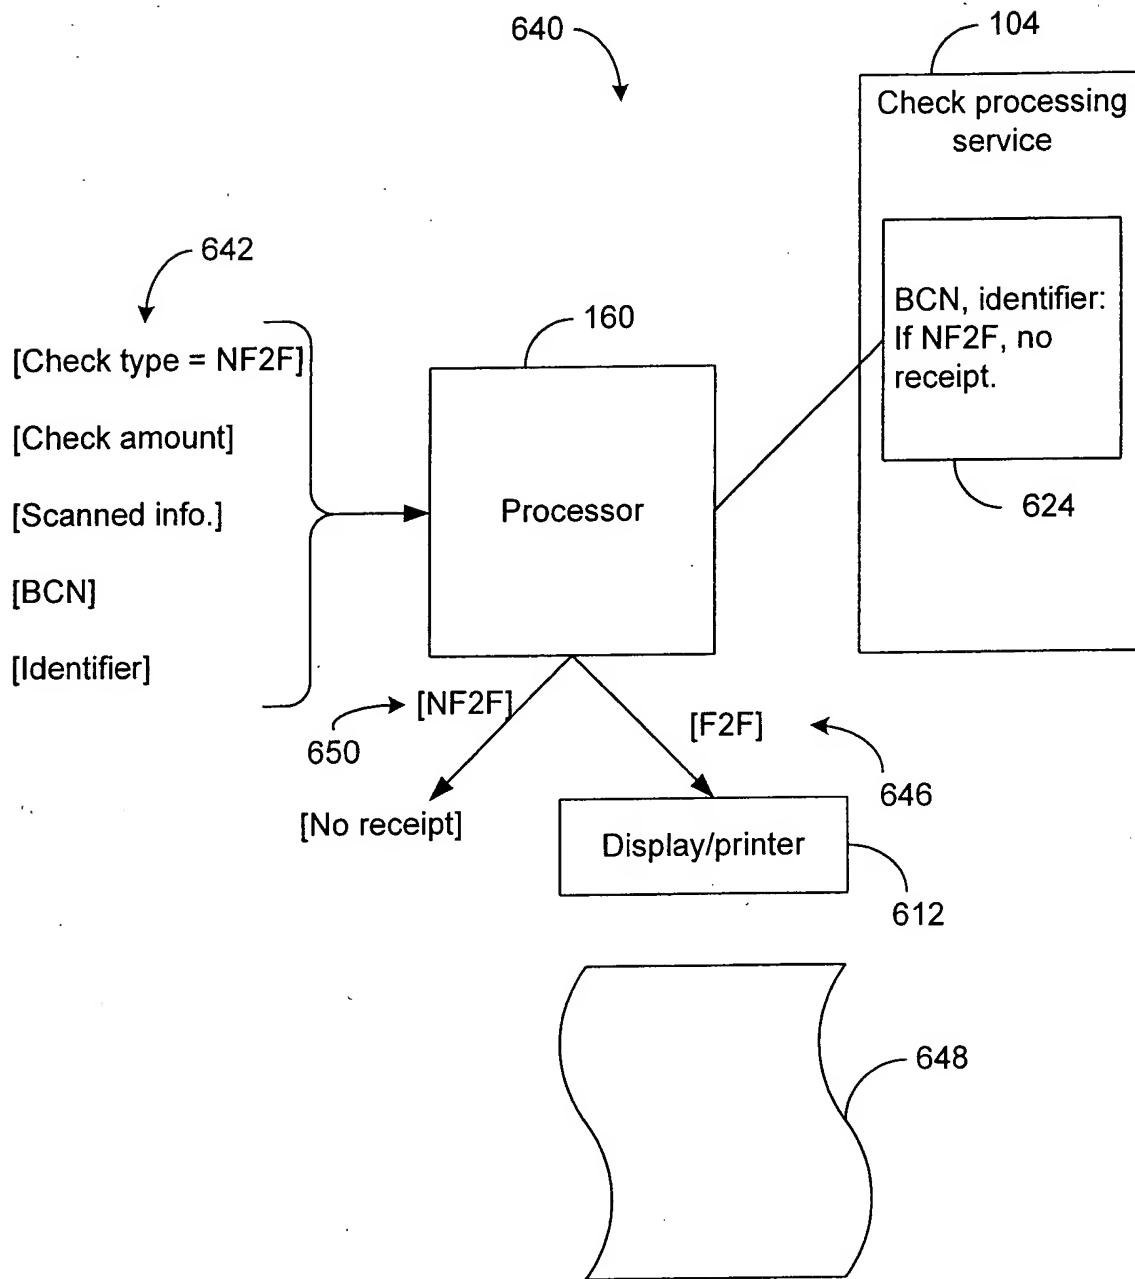 640
104
Check processing
service
642
160
BCN, identifier:
If NF2F, no
receipt.
[Check type = NF2F]
[Check amount]
[Scanned info.]
Processor
624
[BCN]
[Identifier]
[NF2F]
[F2F]
650
646
[No receipt]
Display/printer
612
648